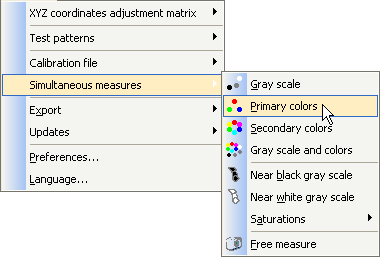 XYZ coordinates adjustment matrix
Test patterns
Calibration file
Simultaneous measures
Export
Updates
Preferences...
Language...
Gray scale
Primary colors
Secondary colors
Gray scale and colors
Near black gray scale
Near white gray scale
Saturations
Free measure